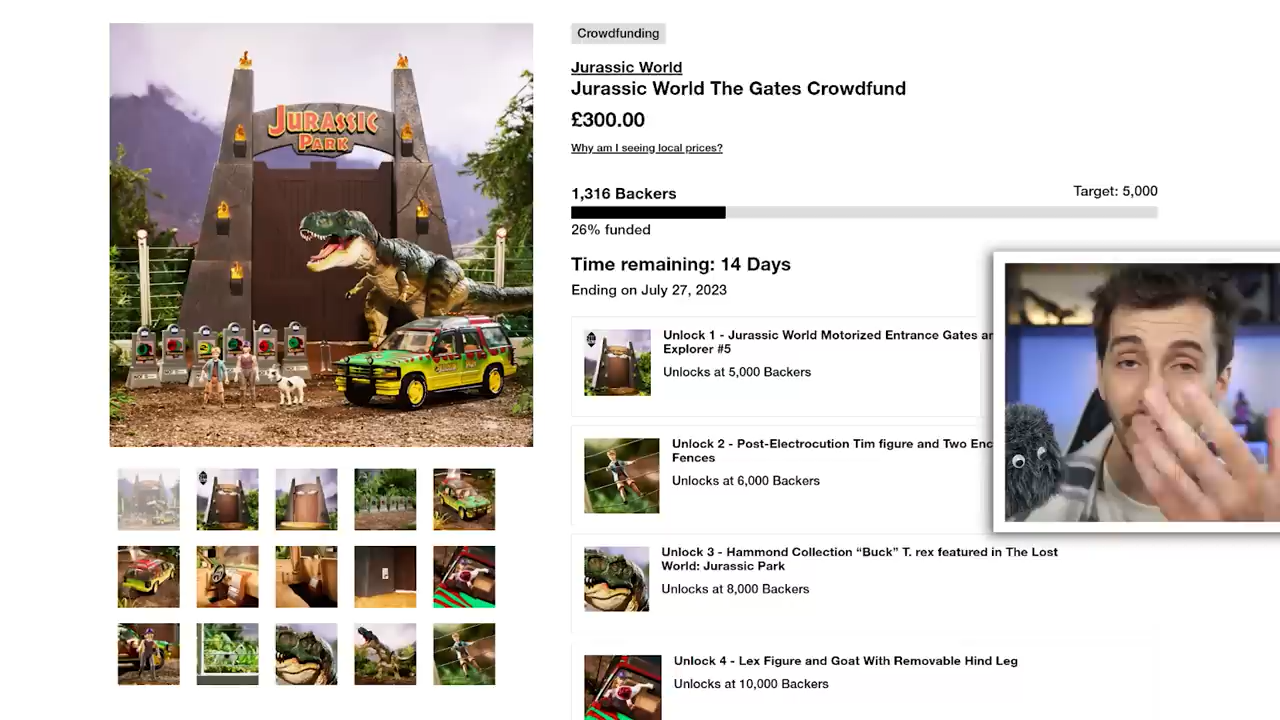 Crowdfunding
Jurassic World
Jurassic World The Gates Crowdfund
£300.00
Why am I seeing local prices?
1,316 Backers
Target: 5,000
26% funded
Time remaining: 14 Days
Ending on July 27, 2023
JURASSIC
PARK
Unlock 1 - Jurassic World Motorized Entrance Gates
Explorer #5
Unlocks at 5,000 Backers
Unlock 2 - Post-Electrocution Tim figure and Two
Fences
Unlocks at 6,000 Backers
Unlock 3 - Hammond Collection “Buck” T. rex featured in The Lost
World: Jurassic Park
Unlocks at 8,000 Backers
Unlock 4 - Lex Figure and Goat With Removable Hind Leg
Unlocks at 10,000 Backers